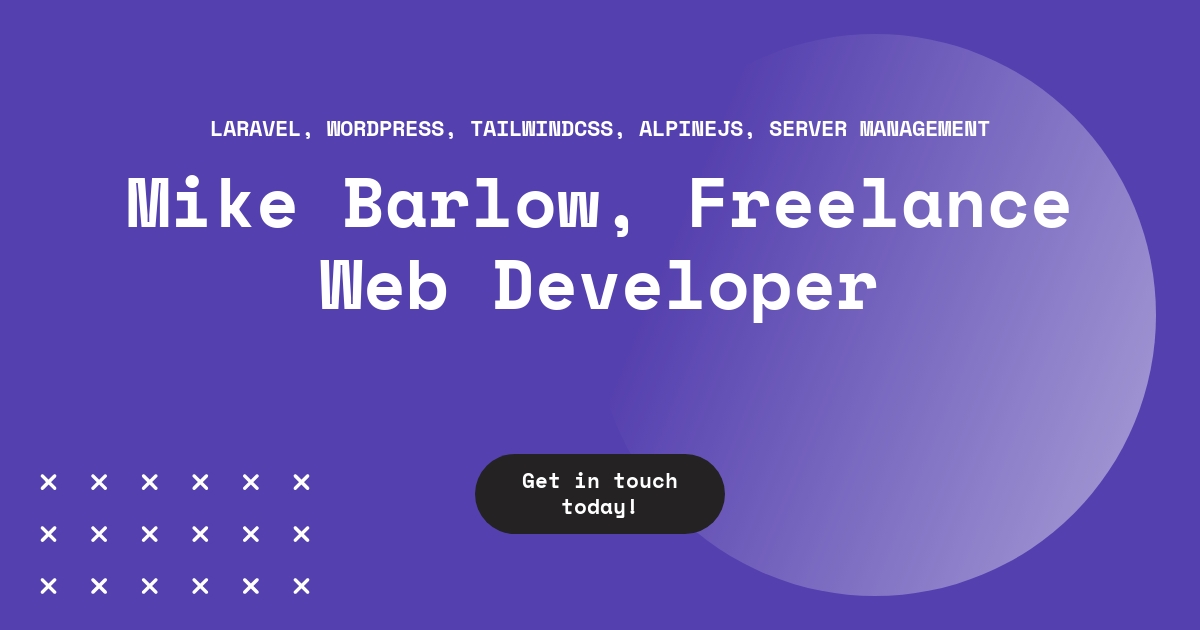 LARAVEL, WORDPRESS, TAILWINDCSS, ALPINEJS, SERVER MANAGEMENT
Mike Barlow, Freelance
Web Developer
Get in touch
today!